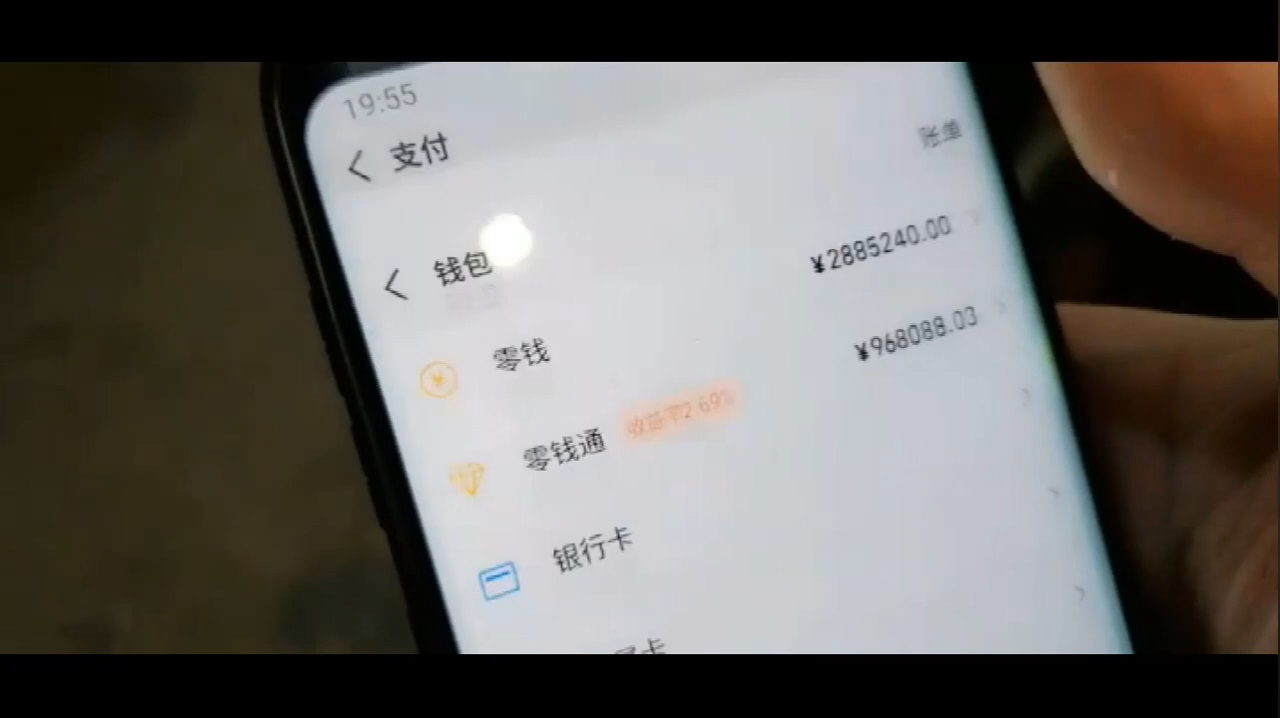 19:55
支付
账单
钱包
零钱 ¥2885240.00
零钱通 收益率2.69% ¥968088.03
银行卡